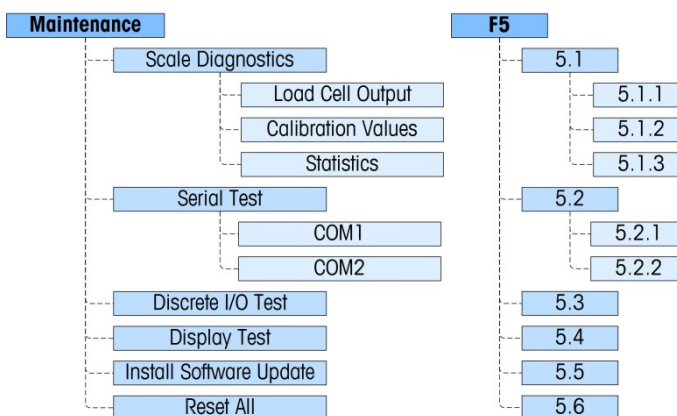 Maintenance F5
Scale Diagnostics 5.1
Load Cell Output 5.1.1
Calibration Values 5.1.2
Statistics 5.1.3
Serial Test 5.2
COM1 5.2.1
COM2 5.2.2
Discrete I/O Test 5.3
Display Test 5.4
Install Software Update 5.5
Reset All 5.6